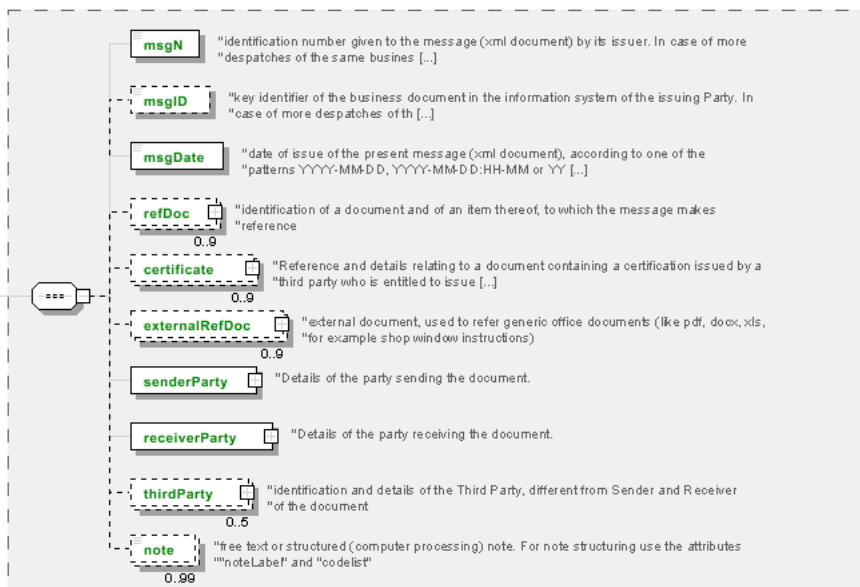 msgN
"identification number given to the message (xml document) by its issuer. In case of more
"despatches of the same busines [...]
msgID
"key identifier of the business document in the information system of the issuing Party. In
"case of more despatches of th [...]
msgDate
"date of issue of the present message (xml document), according to one of the
"patterns YYYY-MM-DD, YYYY-MM-DD:HH-MM or YY [...]
refDoc
"identification of a document and of an item thereof, to which the message makes
"reference
0..9
certificate
"Reference and details relating to a document containing a certification issued by a
"third party who is entitled to issue [...]
0..9
externalRefDoc
"external document, used to refer generic office documents (like pdf, docx, xls,
"for example shop window instructions)
0..9
senderParty
"Details of the party sending the document.
receiverParty
"Details of the party receiving the document.
thirdParty
"identification and details of the Third Party, different from Sender and Receiver
"of the document
0..5
note
"free text or structured (computer processing) note. For note structuring use the attributes
""noteLabel" and "codelist"
0..99